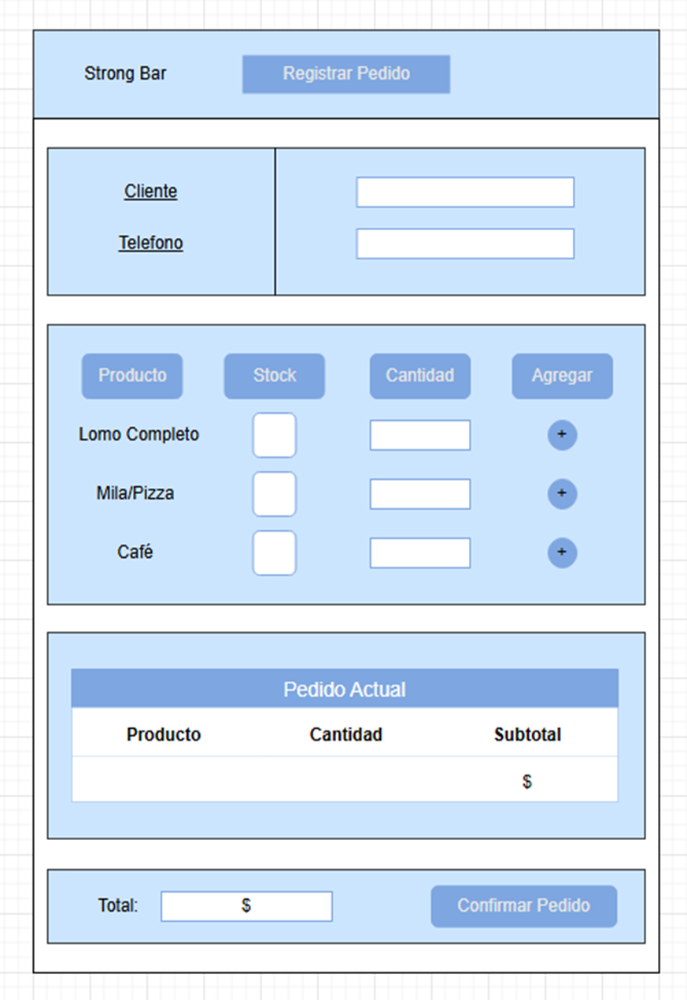 Strong Bar Registrar Pedido
Cliente
Telefono
Producto Stock Cantidad Agregar
Lomo Completo +
Mila/Pizza +
Café +
Pedido Actual
Producto Cantidad Subtotal
$
Total: $ Confirmar Pedido